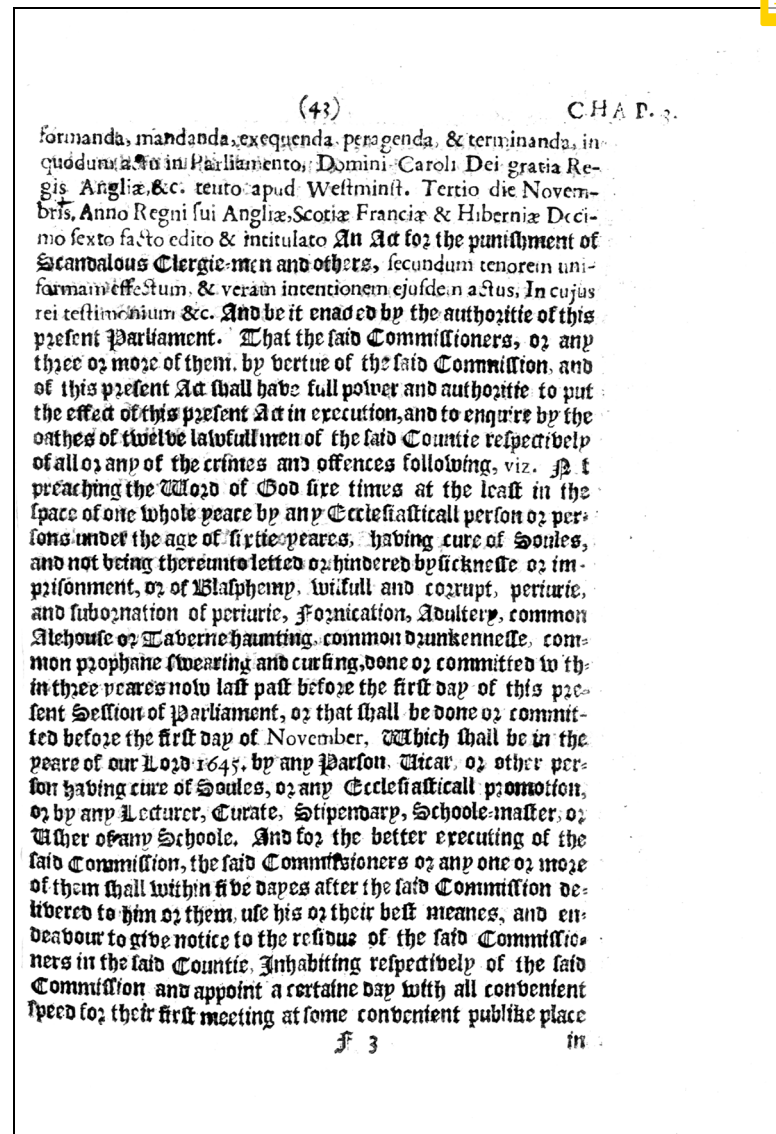 (43) CHAP. 3.
formanda, mandanda, exequenda, peragenda, & terminanda, in
quodum actu in Parliamento, Domini Caroli Dei gratia Re-
gis Angliæ, &c. tento apud Westminst. Tertio die Novem-
bris, Anno Regni sui Angliæ, Scotiæ Franciæ & Hiberniæ Deci-
mo sexto facto edito & intitulato An Act for the punishment of
Scandalous Clergie-men and others, secundum tenorem uni-
formam effectum, & veram intentionem ejusdem actus, In cujus
rei testimonium &c. And be it enaced by the authoritie of this
present Parliament. That the said Commissioners, or any
three or more of them, by vertue of the said Commission, and
of this present Act shall have full power and authoritie to put
the effect of this present Act in execution, and to enquire by the
oathes of twelve lawfull men of the said Countie respectively
of all or any of the crimes and offences following, viz. N t
preaching the Word of God sixe times at the least in the
space of one whole yeare by any Ecclesiasticall person or per-
sons under the age of sixtie yeares, having cure of Soules,
and not being thereunto letted or hindered by sicknesse or im-
prisonment, or of Blasphemy, wilfull and corrupt, periurie,
and subornation of periurie, Fornication, Adultery, common
Alehouse or Taverne haunting, common drunkennesse, com-
mon prophane swearing and cursing, done or committed w th-
in three yeares now last past before the first day of this pre-
sent Session of Parliament, or that shall be done or commit-
ted before the first day of November, Which shall be in the
yeare of our Lord 1645, by any Parson, Vicar, or other per-
son having cure of Soules, or any Ecclesiasticall promotion,
or by any Lecturer, Curate, Stipendary, Schoole-master, or
Usher of any Schoole. And for the better executing of the
said Commission, the said Commissioners or any one or more
of them shall within five dayes after the said Commission de-
livered to him or them, use his or their best meanes, and en-
deavour to give notice to the residue of the said Commissio-
ners in the said Countie, Inhabiting respectively of the said
Commission and appoint a certaine day with all convenient
speed for their first meeting at some convenient publike place
F 3 in